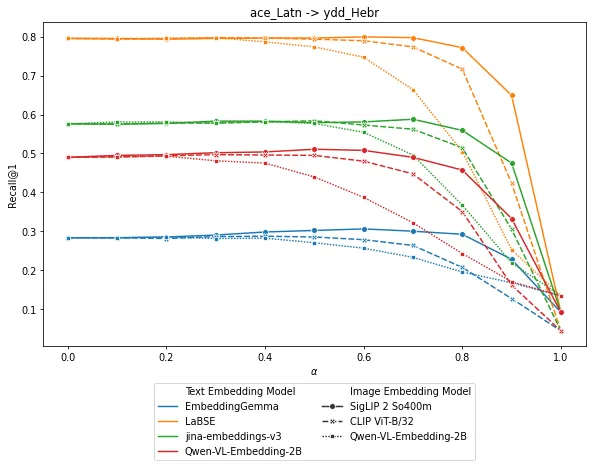 ace_Latn -> ydd_Hebr
Recall@1
0.8
0.7
0.6
0.5
0.4
0.3
0.2
0.1
0.0 0.2 0.4 0.6 0.8 1.0
α
Text Embedding Model Image Embedding Model
EmbeddingGemma SigLIP 2 So400m
LaBSE CLIP ViT-B/32
jina-embeddings-v3 Qwen-VL-Embedding-2B
Qwen-VL-Embedding-2B